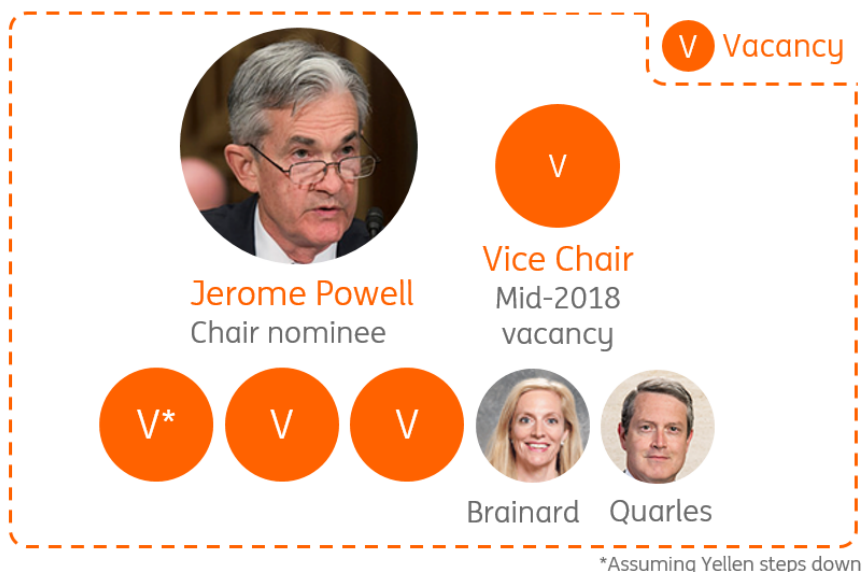 V Vacancy
V
Jerome Powell
Chair nominee
Vice Chair
Mid-2018
vacancy
V* V V
Brainard Quarles
*Assuming Yellen steps down